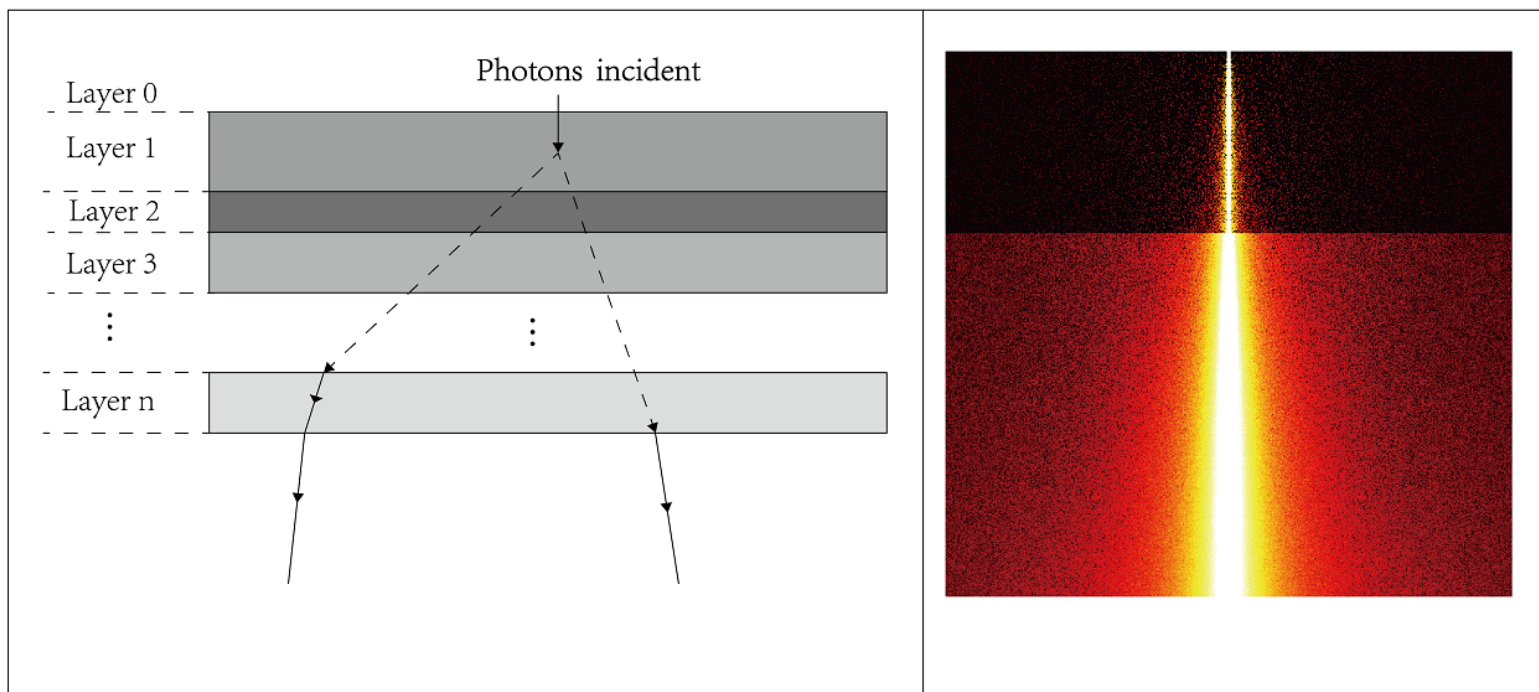 Photons incident
Layer 0
Layer 1
Layer 2
Layer 3
⋮
⋮
Layer n